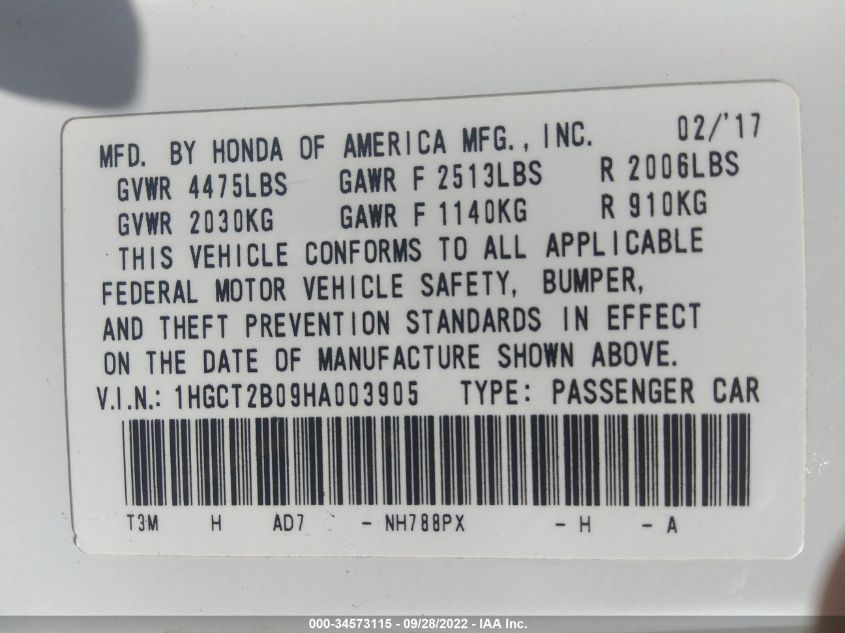 MFD. BY HONDA OF AMERICA MFG., INC. 02/'17
GVWR 4475LBS GAWR F 2513LBS R 2006LBS
GVWR 2030KG GAWR F 1140KG R 910KG
THIS VEHICLE CONFORMS TO ALL APPLICABLE
FEDERAL MOTOR VEHICLE SAFETY, BUMPER,
AND THEFT PREVENTION STANDARDS IN EFFECT
ON THE DATE OF MANUFACTURE SHOWN ABOVE.
V.I.N.: 1HGCT2B09HA003905 TYPE: PASSENGER CAR
T3M H AD7 - NH788PX - H - A
000-34573115 - 09/28/2022 - IAA Inc.